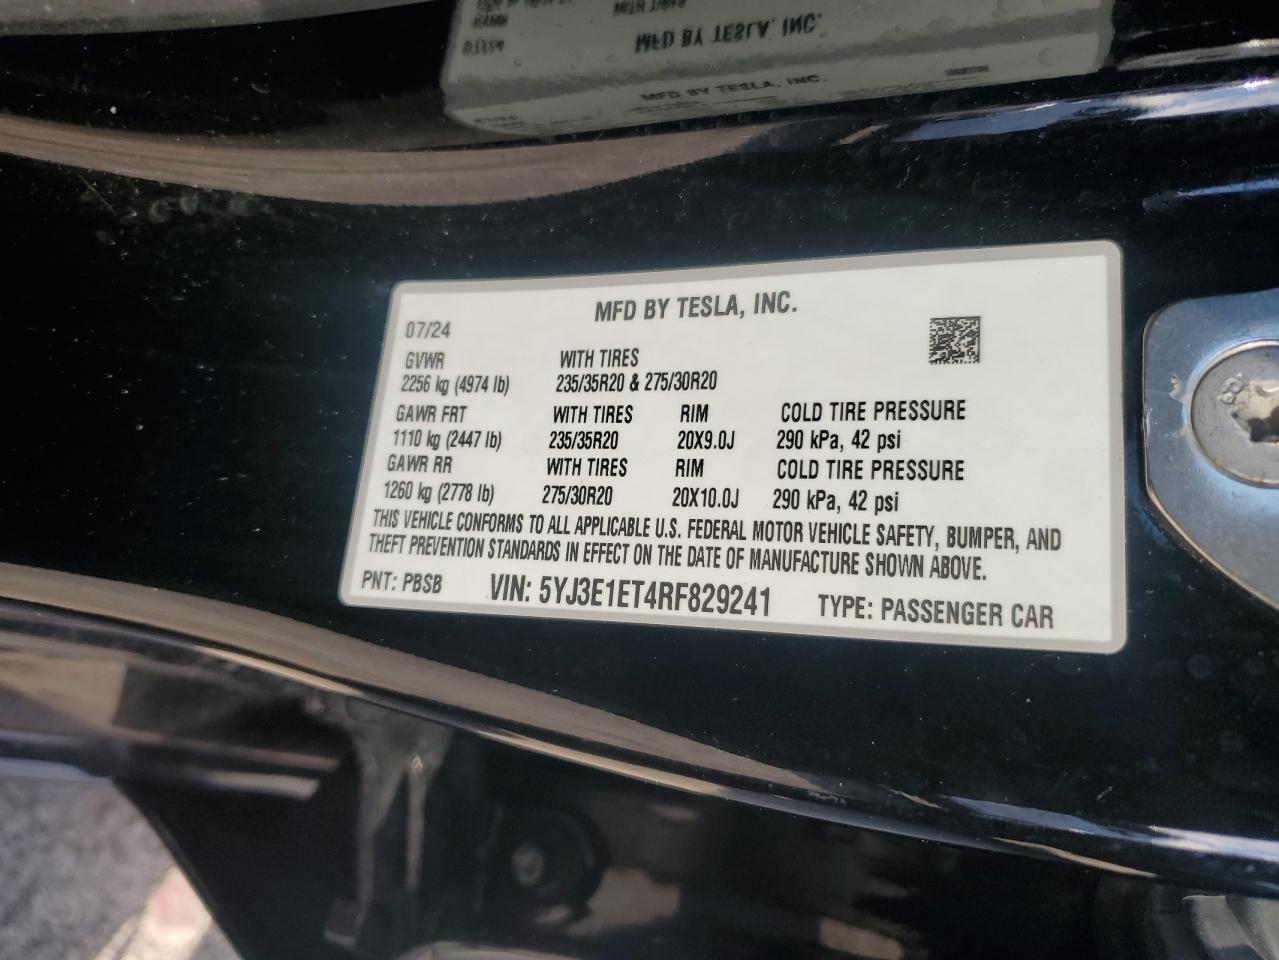 MFD BY TESLA, INC.
MFD BY TESLA, INC.
MFD BY TESLA, INC.
07/24
GVWR WITH TIRES
2256 kg (4974 lb) 235/35R20 & 275/30R20
GAWR FRT WITH TIRES RIM COLD TIRE PRESSURE
1110 kg (2447 lb) 235/35R20 20X9.0J 290 kPa, 42 psi
GAWR RR WITH TIRES RIM COLD TIRE PRESSURE
1260 kg (2778 lb) 275/30R20 20X10.0J 290 kPa, 42 psi
THIS VEHICLE CONFORMS TO ALL APPLICABLE U.S. FEDERAL MOTOR VEHICLE SAFETY, BUMPER, AND
THEFT PREVENTION STANDARDS IN EFFECT ON THE DATE OF MANUFACTURE SHOWN ABOVE.
PNT: PBSB VIN: 5YJ3E1ET4RF829241 TYPE: PASSENGER CAR